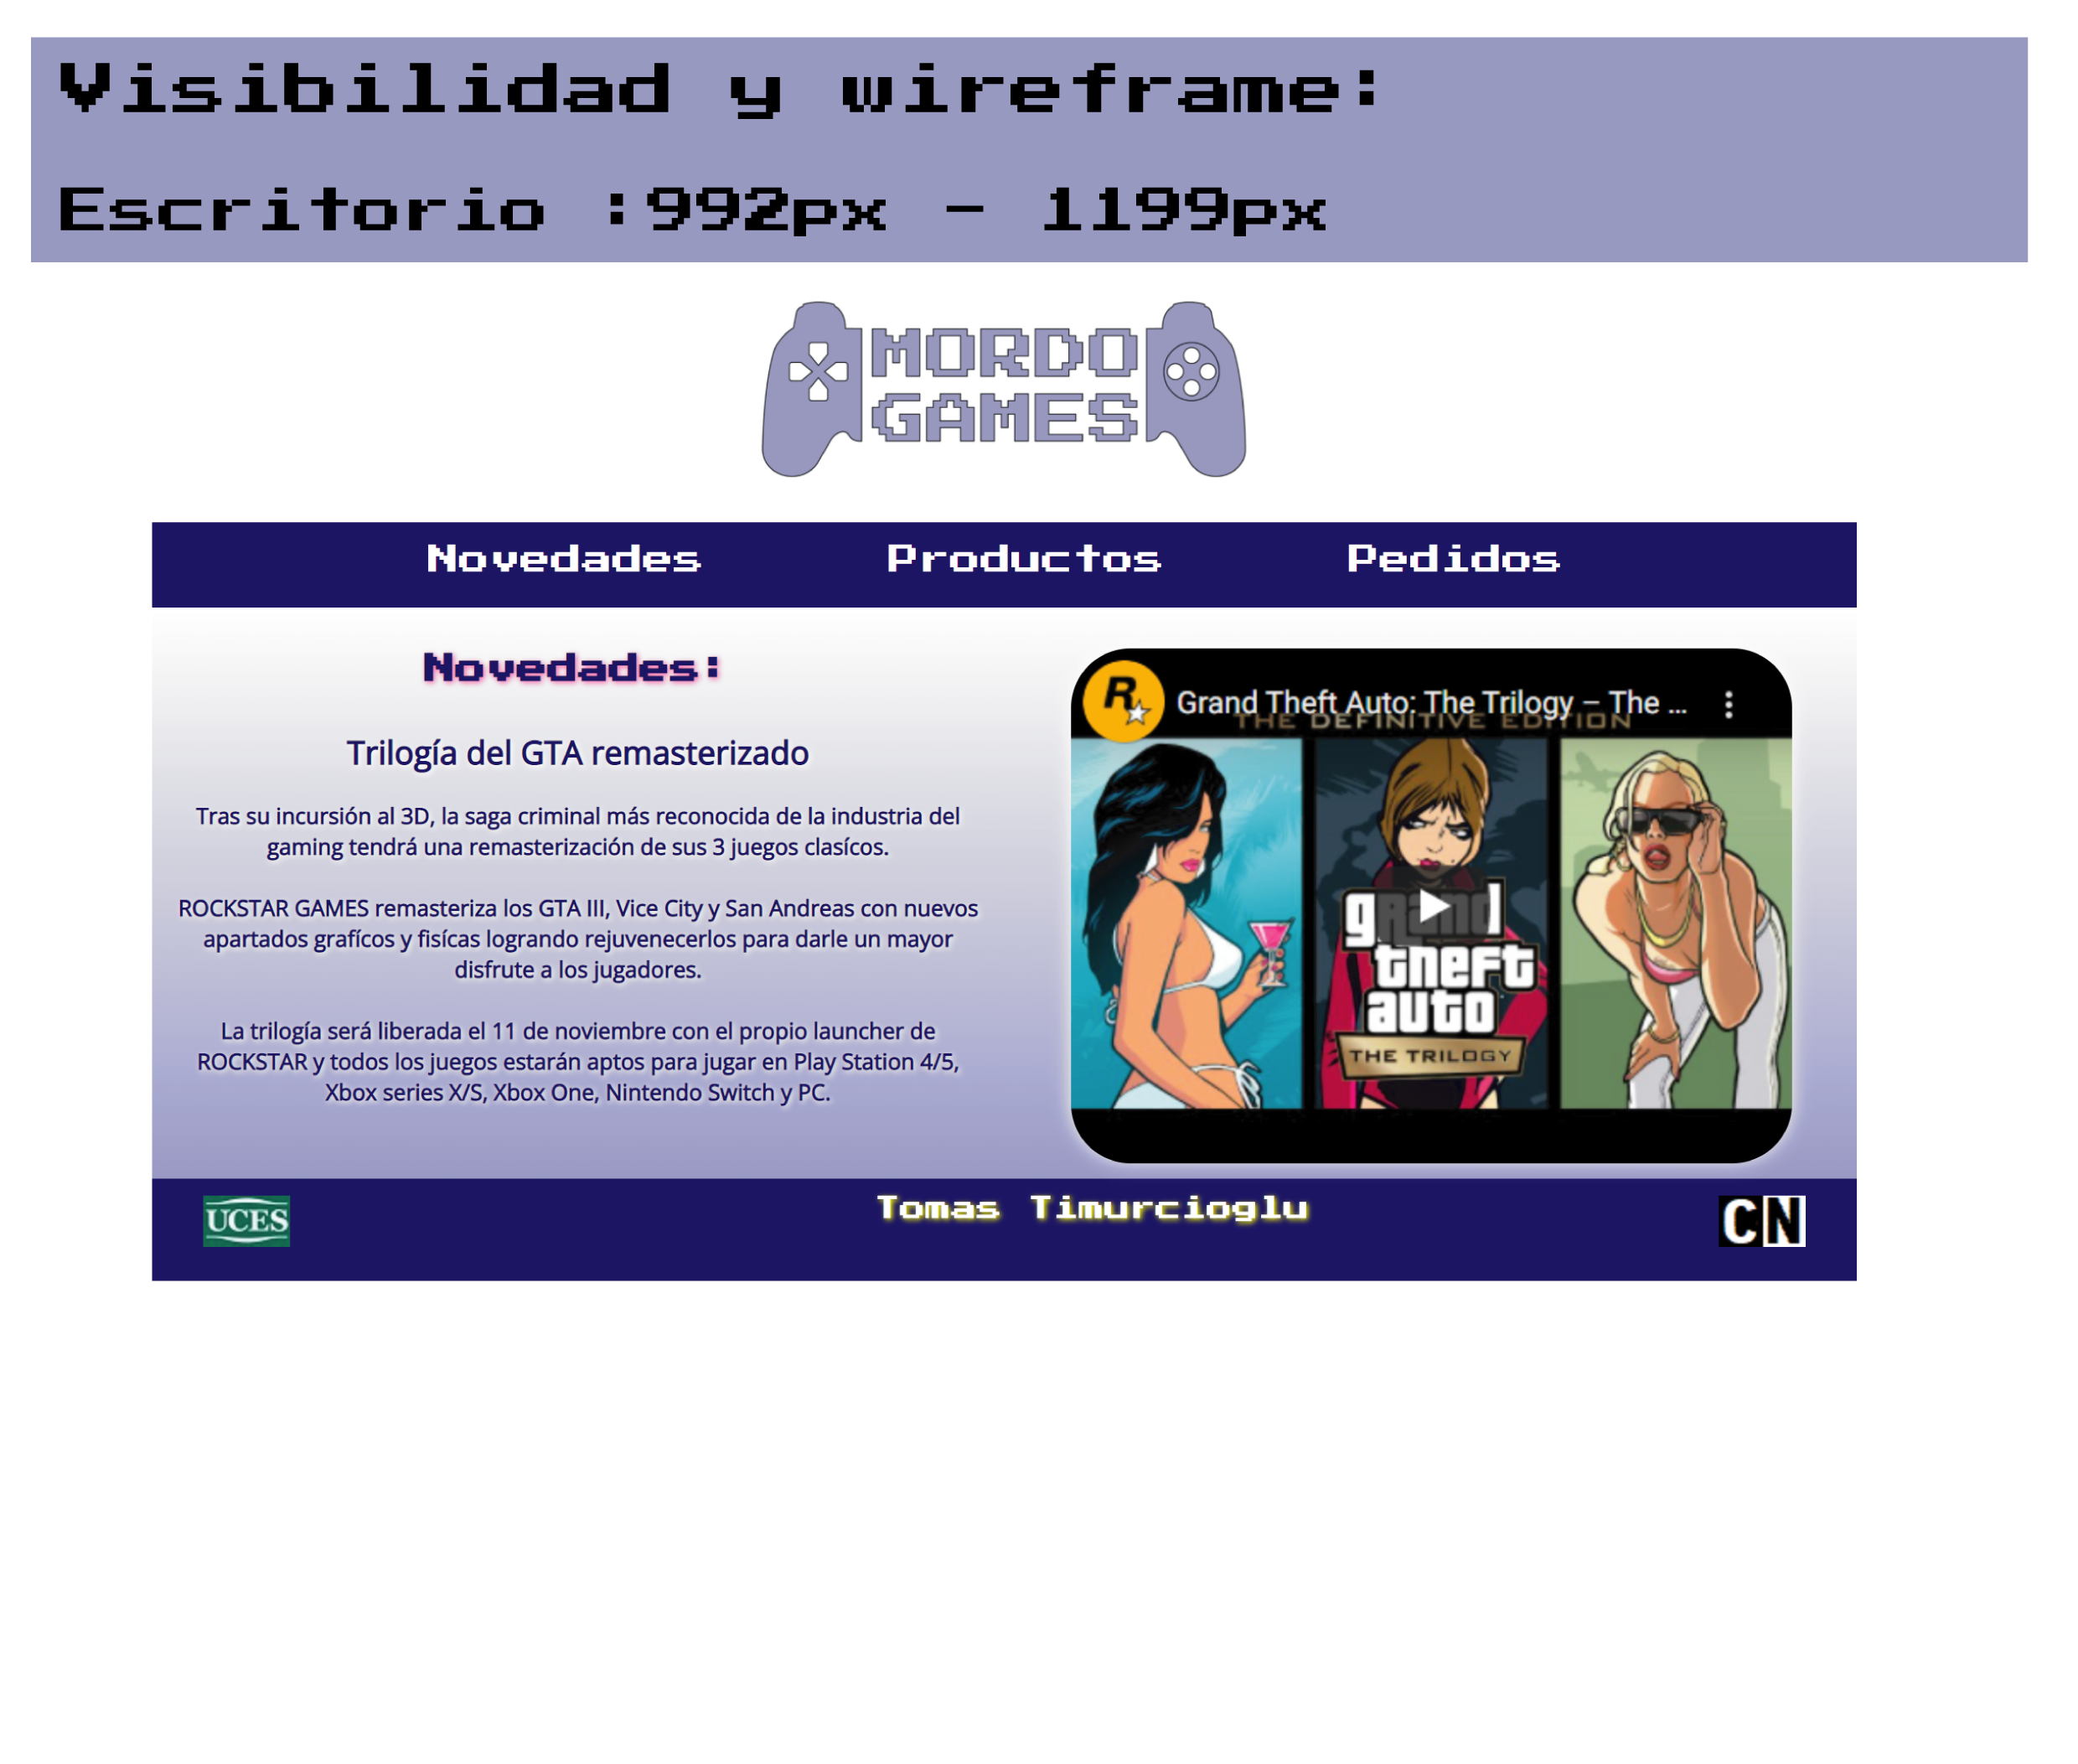 Visibilidad y wireframe:
Escritorio :992px - 1199px
MORDO
GAMES
Novedades Productos Pedidos
Novedades:
Trilogía del GTA remasterizado
Tras su incursión al 3D, la saga criminal más reconocida de la industria del
gaming tendrá una remasterización de sus 3 juegos clasícos.
ROCKSTAR GAMES remasteriza los GTA III, Vice City y San Andreas con nuevos
apartados grafícos y fisícas logrando rejuvenecerlos para darle un mayor
disfrute a los jugadores.
La trilogía será liberada el 11 de noviembre con el propio launcher de
ROCKSTAR y todos los juegos estarán aptos para jugar en Play Station 4/5,
Xbox series X/S, Xbox One, Nintendo Switch y PC.
R
Grand Theft Auto: The Trilogy – The ...
THE DEFINITIVE EDITION
grand
theft
auto
THE TRILOGY
UCES
Tomas Timurcioglu
CN